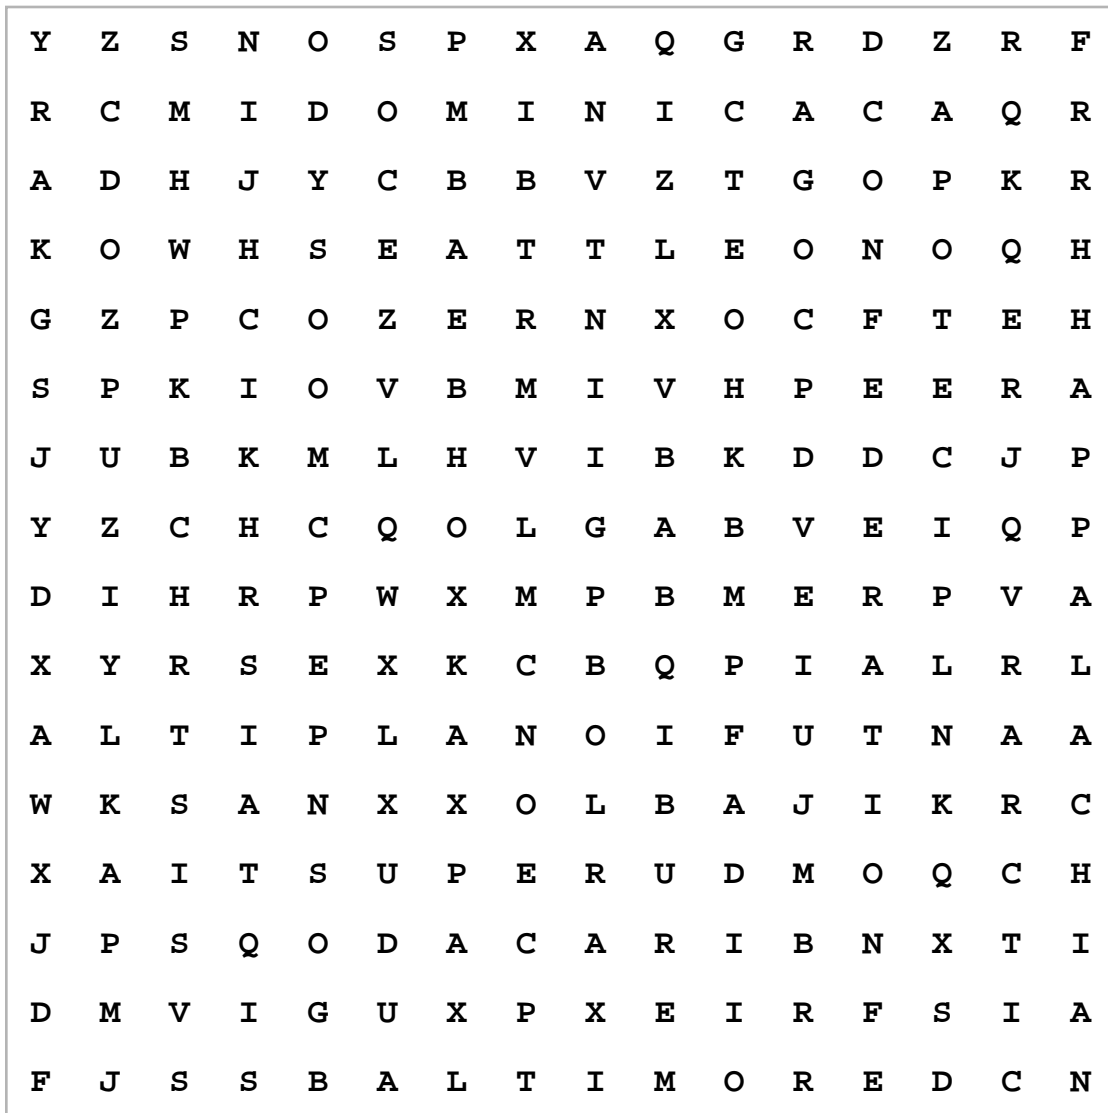 Y Z S N O S P X A Q G R D Z R F
R C M I D O M I N I C A C A Q R
A D H J Y C B B V Z T G O P K R
K O W H S E A T T L E O N O Q H
G Z P C O Z E R N X O C F T E H
S P K I O V B M I V H P E E R A
J U B K M L H V I B K D D C J P
Y Z C H C Q O L G A B V E I Q P
D I H R P W X M P B M E R P V A
X Y R S E X K C B Q P I A L R L
A L T I P L A N O I F U T N A A
W K S A N X X O L B A J I K R C
X A I T S U P E R U D M O Q C H
J P S Q O D A C A R I B N X T I
D M V I G U X P X E I R F S I A
F J S S B A L T I M O R E D C N